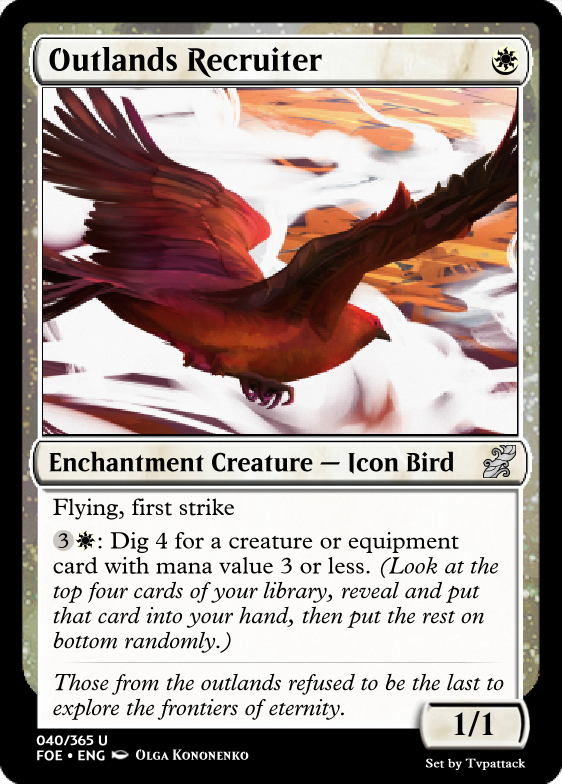 Outlands Recruiter
Enchantment Creature — Icon Bird
Flying, first strike
3: Dig 4 for a creature or equipment
card with mana value 3 or less. (Look at the
top four cards of your library, reveal and put
that card into your hand, then put the rest on
bottom randomly.)
Those from the outlands refused to be the last to
explore the frontiers of eternity.
1/1
040/365 U
FOE • ENG Olga Kononenko
Set by Tvpattack